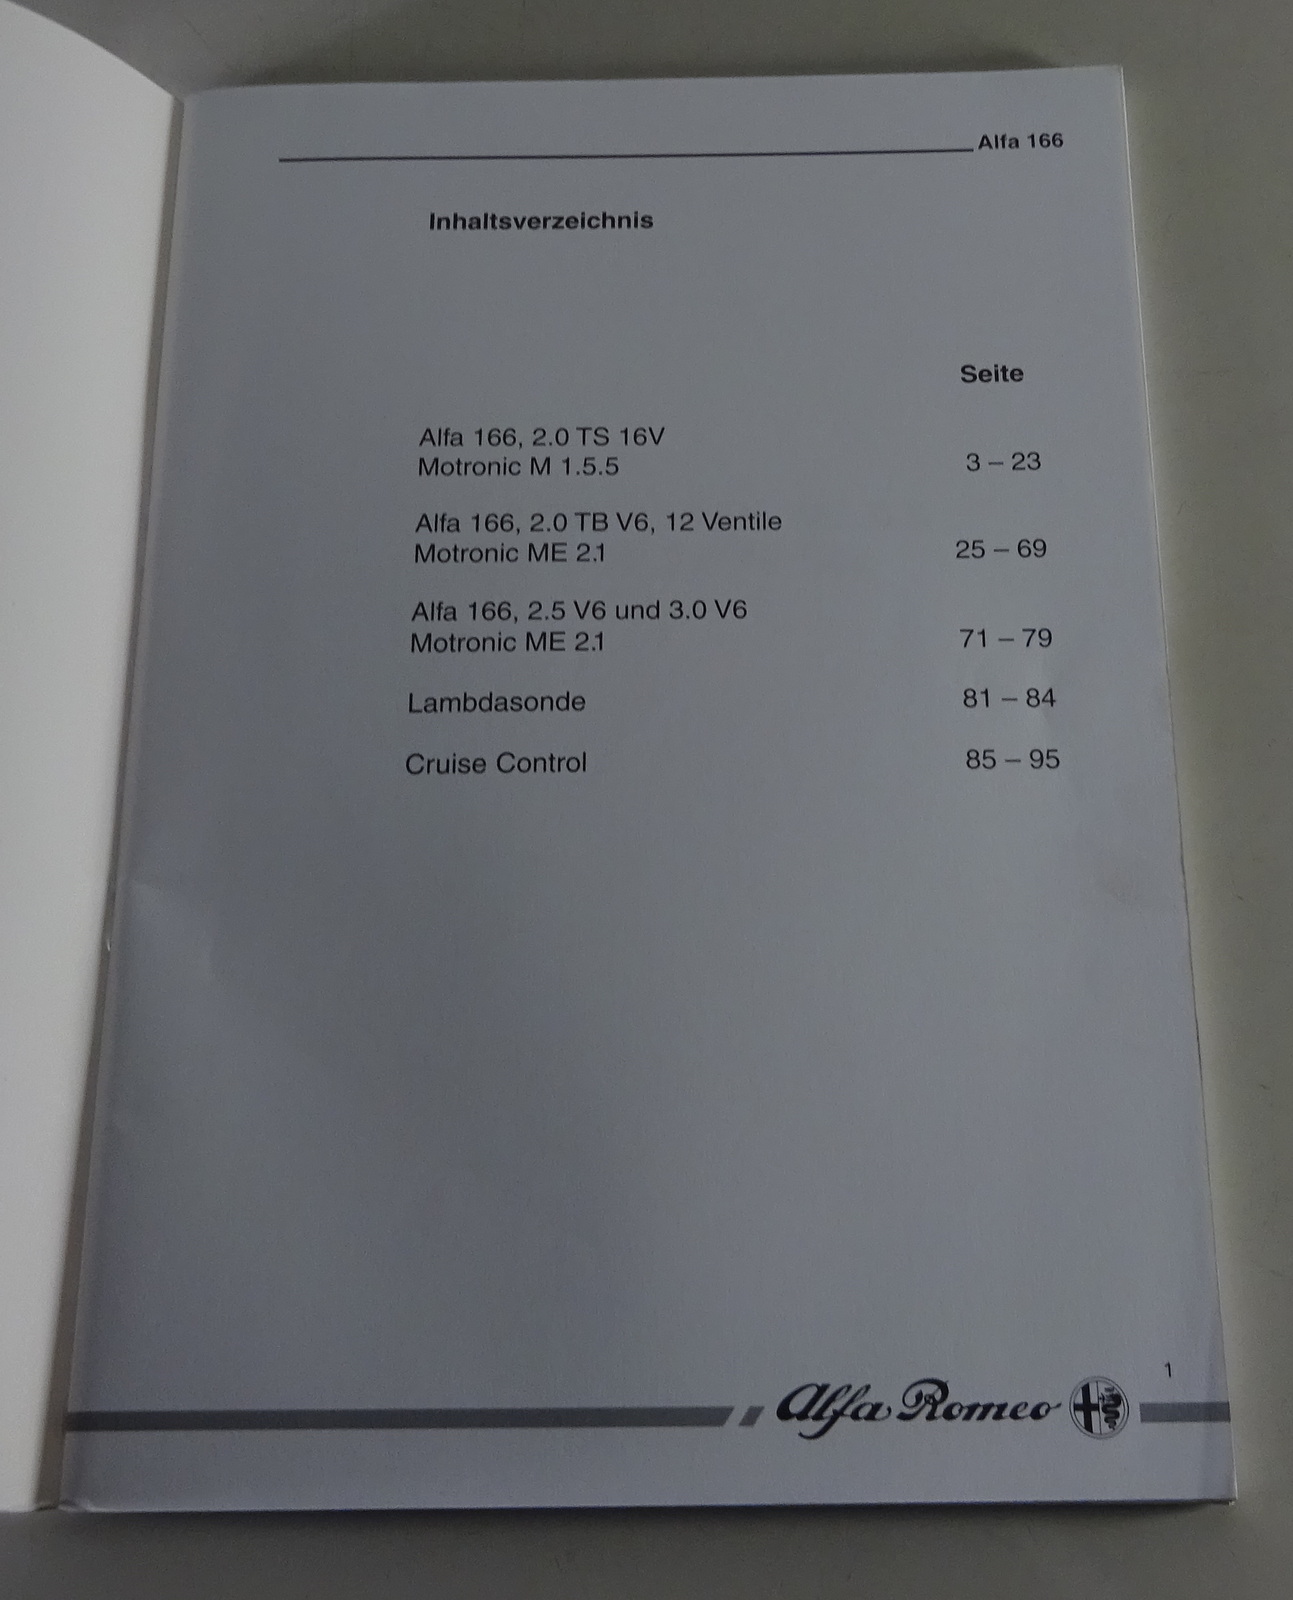 Alfa 166
Inhaltsverzeichnis
Seite
Alfa 166, 2.0 TS 16V
Motronic M 1.5.5 3 – 23
Alfa 166, 2.0 TB V6, 12 Ventile
Motronic ME 2.1 25 – 69
Alfa 166, 2.5 V6 und 3.0 V6
Motronic ME 2.1 71 – 79
Lambdasonde 81 – 84
Cruise Control 85 – 95
1
Alfa Romeo